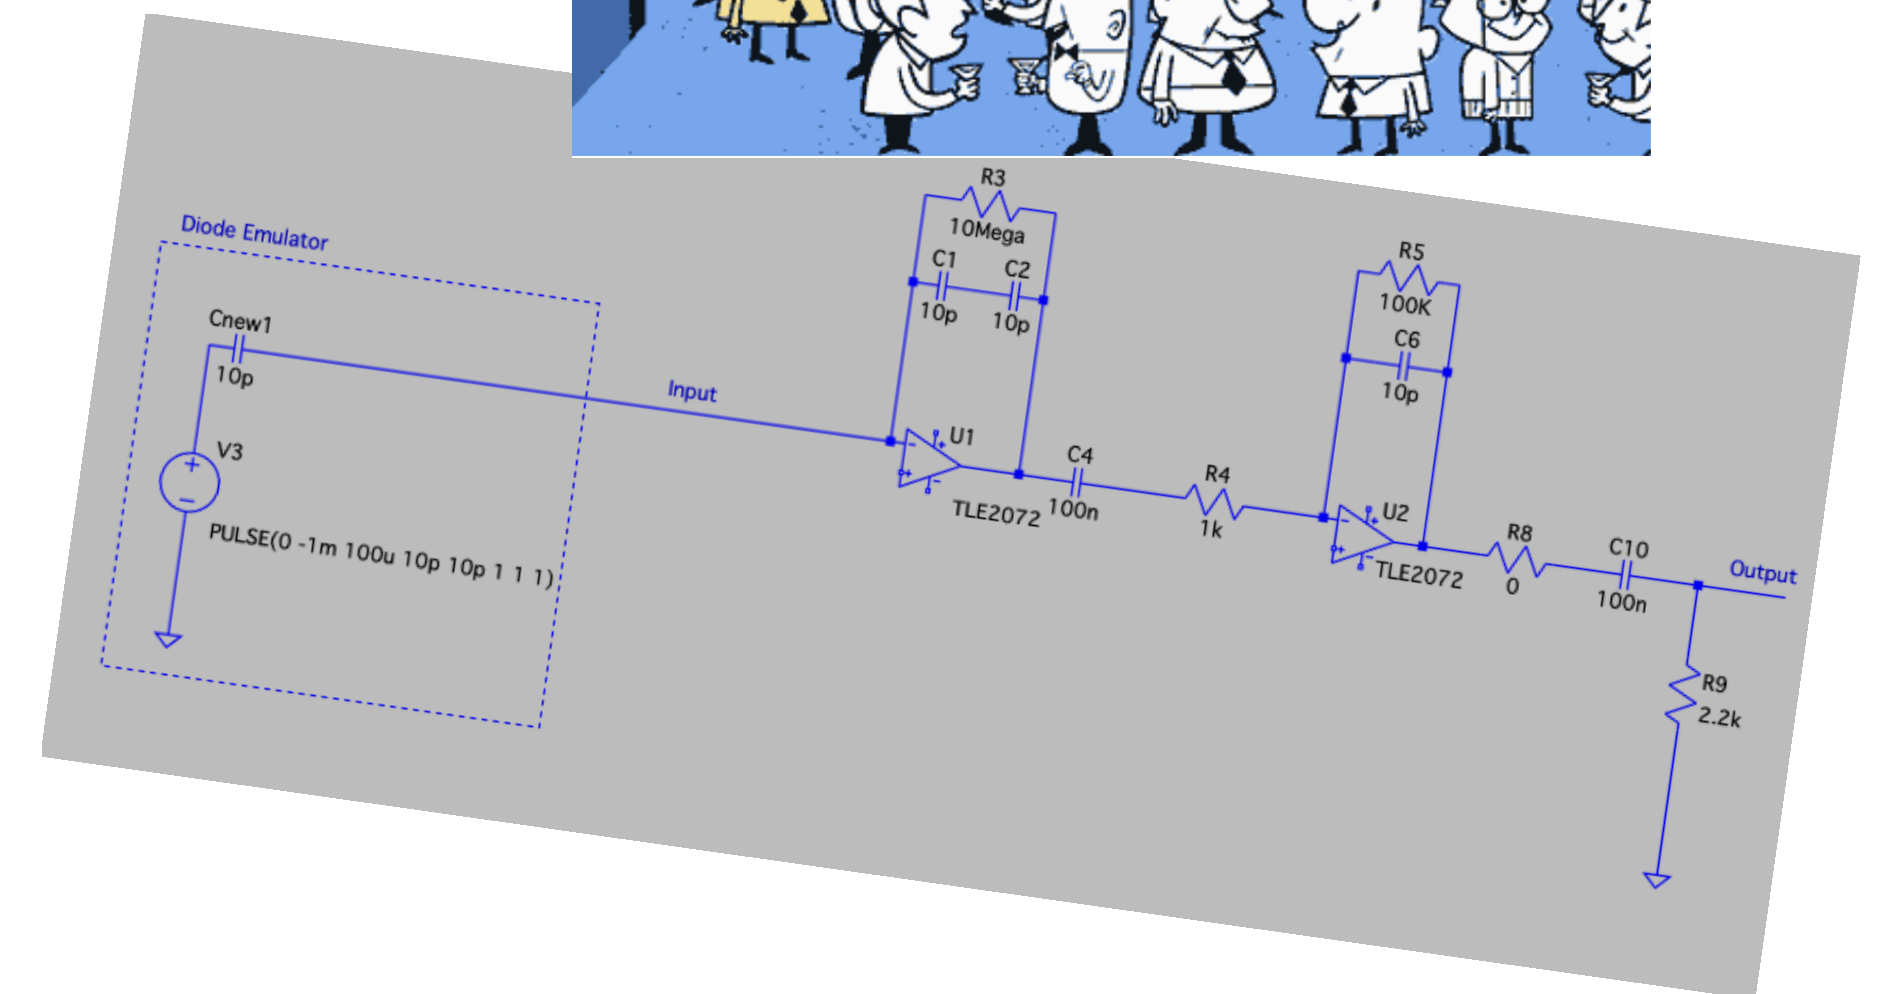 R3
10Mega
C1
C2
10p
10p
Diode Emulator
Cnew1
10p
Input
V3
PULSE(0 -1m 100u 10p 10p 1 1 1)
U1
TLE2072
C4
100n
R4
1k
R5
100K
C6
10p
U2
TLE2072
R8
0
C10
100n
Output
R9
2.2k